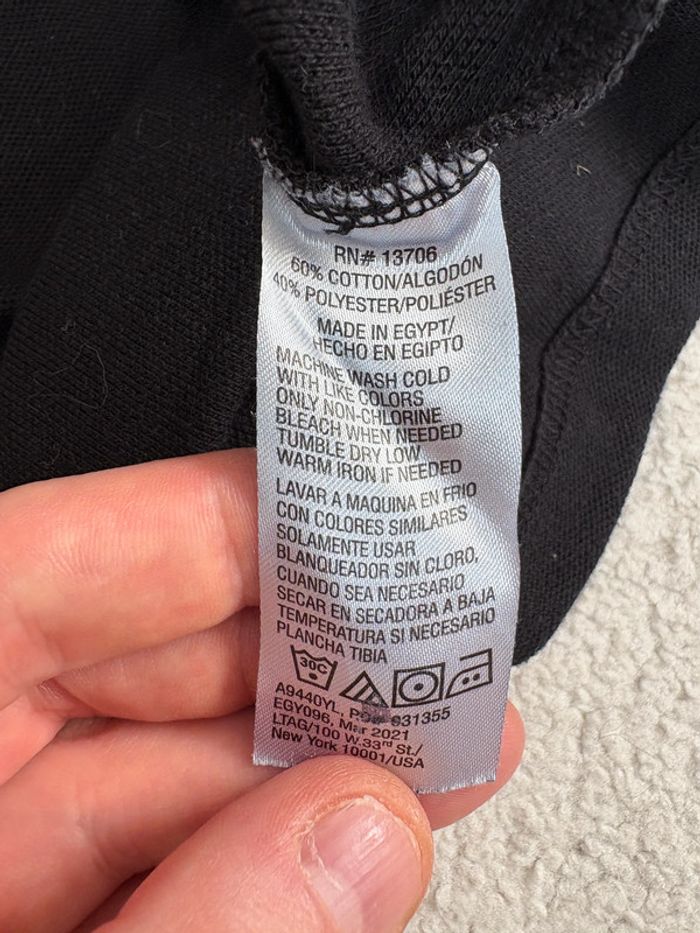 RN# 13706
60% COTTON/ALGODÓN
40% POLYESTER/POLIÉSTER
MADE IN EGYPT/
HECHO EN EGIPTO
MACHINE WASH COLD
WITH LIKE COLORS
ONLY NON-CHLORINE
BLEACH WHEN NEEDED
TUMBLE DRY LOW
WARM IRON IF NEEDED
LAVAR A MAQUINA EN FRIO
CON COLORES SIMILARES
SOLAMENTE USAR
BLANQUEADOR SIN CLORO,
CUANDO SEA NECESARIO
SECAR EN SECADORA A BAJA
TEMPERATURA SI NECESARIO
PLANCHA TIBIA
30C
A9440YL, PO# 931355
EGY096, Mar 2021
LTAG/100 W.33rd St./
New York 10001/USA